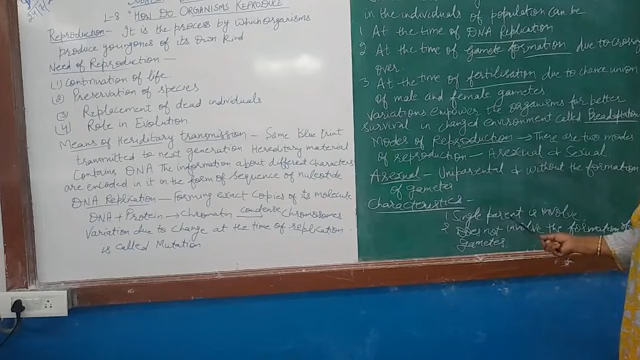 L-8 "HOW DO ORGANISMS REPRODUCE
Reproduction:- It is the process by which organisms
produce young ones of its own kind
Need of Reproduction —
(1) Continuation of life
(2) Preservation of species
(3) Replacement of dead individuals
(4) Role in Evolution
Means of Hereditary transmission — Same blue print
transmitted to next generation Hereditary material
Contains DNA The information about different characters
are encoded in it in the form of sequence of nucleotide
DNA Replication — forming exact copies of its molecule
DNA + Protein → Chromatin condense Chromosomes
Variation due to change at the time of replication
is called Mutation
in the individuals of population can be
1 At the time of DNA Replication
2 At the time of gamete formation due to crossing
over
3 At the time of fertilisation due to chance union
of male and female gameter
Variations empower the organisms for better
survival in changed environment called
Modes of Reproduction → There are two modes
of reproduction - Asexual & Sexual
Asexual - Uniparental & without the formation
of gameter
Characteristics -
1 Single parent is involve
2 Does not involve the formation
gameter